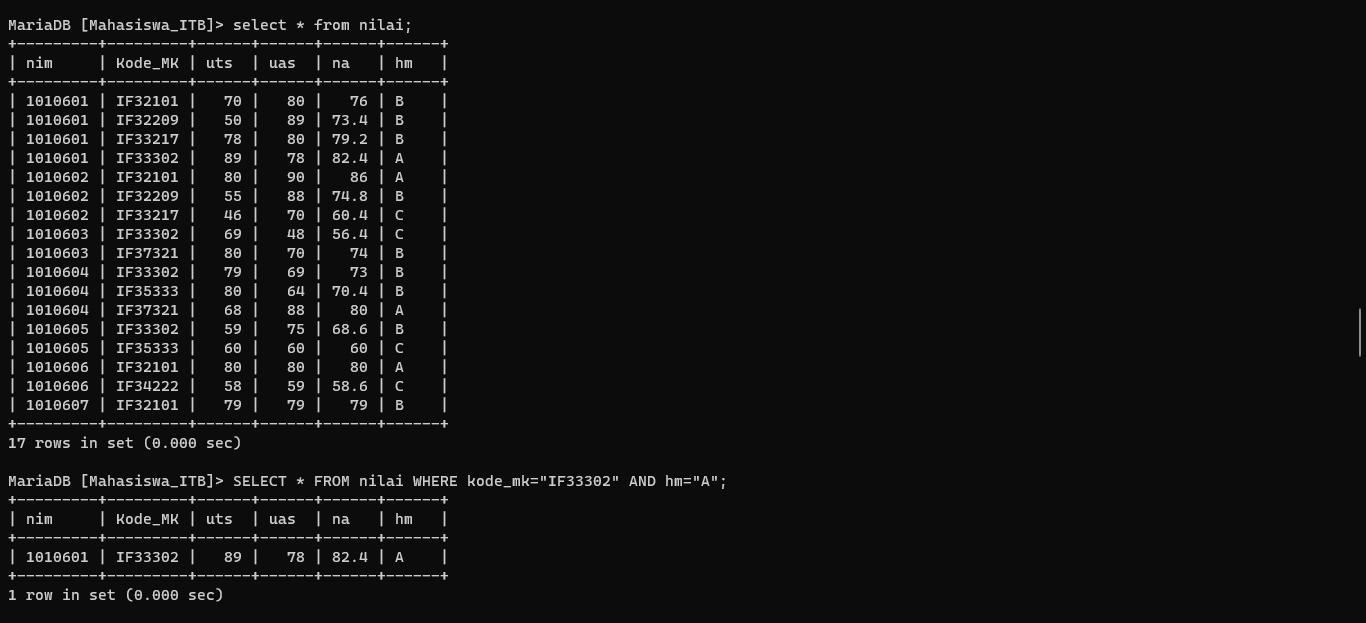 MariaDB [Mahasiswa_ITB]> select * from nilai;
+---------+---------+------+------+------+------+
| nim     | Kode_MK | uts  | uas  | na   | hm   |
+---------+---------+------+------+------+------+
| 1010601 | IF32101 |   70 |   80 |   76 | B    |
| 1010601 | IF32209 |   50 |   89 | 73.4 | B    |
| 1010601 | IF33217 |   78 |   80 | 79.2 | B    |
| 1010601 | IF33302 |   89 |   78 | 82.4 | A    |
| 1010602 | IF32101 |   80 |   90 |   86 | A    |
| 1010602 | IF32209 |   55 |   88 | 74.8 | B    |
| 1010602 | IF33217 |   46 |   70 | 60.4 | C    |
| 1010603 | IF33302 |   69 |   48 | 56.4 | C    |
| 1010603 | IF37321 |   80 |   70 |   74 | B    |
| 1010604 | IF33302 |   79 |   69 |   73 | B    |
| 1010604 | IF35333 |   80 |   64 | 70.4 | B    |
| 1010604 | IF37321 |   68 |   88 |   80 | A    |
| 1010605 | IF33302 |   59 |   75 | 68.6 | B    |
| 1010605 | IF35333 |   60 |   60 |   60 | C    |
| 1010606 | IF32101 |   80 |   80 |   80 | A    |
| 1010606 | IF34222 |   58 |   59 | 58.6 | C    |
| 1010607 | IF32101 |   79 |   79 |   79 | B    |
+---------+---------+------+------+------+------+
17 rows in set (0.000 sec)
MariaDB [Mahasiswa_ITB]> SELECT * FROM nilai WHERE kode_mk="IF33302" AND hm="A";
+---------+---------+------+------+------+------+
| nim     | Kode_MK | uts  | uas  | na   | hm   |
+---------+---------+------+------+------+------+
| 1010601 | IF33302 |   89 |   78 | 82.4 | A    |
+---------+---------+------+------+------+------+
1 row in set (0.000 sec)